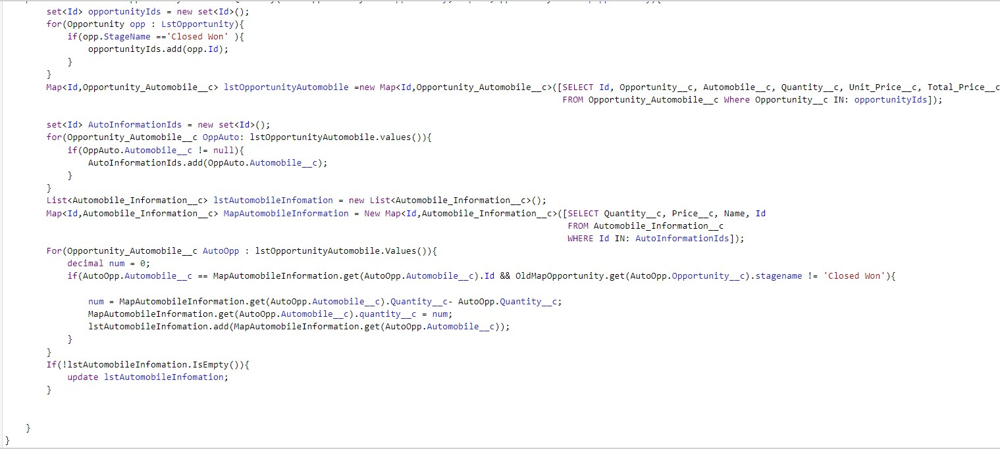 set<Id> opportunityIds = new set<Id>();
for(Opportunity opp : LstOpportunity){
if(opp.StageName =='Closed Won' ){
opportunityIds.add(opp.Id);
}
}
Map<Id,Opportunity_Automobile__c> lstOpportunityAutomobile =new Map<Id,Opportunity_Automobile__c>([SELECT Id, Opportunity__c, Automobile__c, Quantity__c, Unit_Price__c, Total_Price__c
FROM Opportunity_Automobile__c Where Opportunity__c IN: opportunityIds]);
set<Id> AutoInformationIds = new set<Id>();
for(Opportunity_Automobile__c OppAuto: lstOpportunityAutomobile.values()){
if(OppAuto.Automobile__c != null){
AutoInformationIds.add(OppAuto.Automobile__c);
}
}
List<Automobile_Information__c> lstAutomobileInfomation = new List<Automobile_Information__c>();
Map<Id,Automobile_Information__c> MapAutomobileInformation = New Map<Id,Automobile_Information__c>([SELECT Quantity__c, Price__c, Name, Id
FROM Automobile_Information__c
WHERE Id IN: AutoInformationIds]);
For(Opportunity_Automobile__c AutoOpp : lstOpportunityAutomobile.Values()){
decimal num = 0;
if(AutoOpp.Automobile__c == MapAutomobileInformation.get(AutoOpp.Automobile__c).Id && OldMapOpportunity.get(AutoOpp.Opportunity__c).stagename != 'Closed Won'){
num = MapAutomobileInformation.get(AutoOpp.Automobile__c).Quantity__c- AutoOpp.Quantity__c;
MapAutomobileInformation.get(AutoOpp.Automobile__c).quantity__c = num;
lstAutomobileInfomation.add(MapAutomobileInformation.get(AutoOpp.Automobile__c));
}
}
If(!lstAutomobileInfomation.IsEmpty()){
update lstAutomobileInfomation;
}
}
}